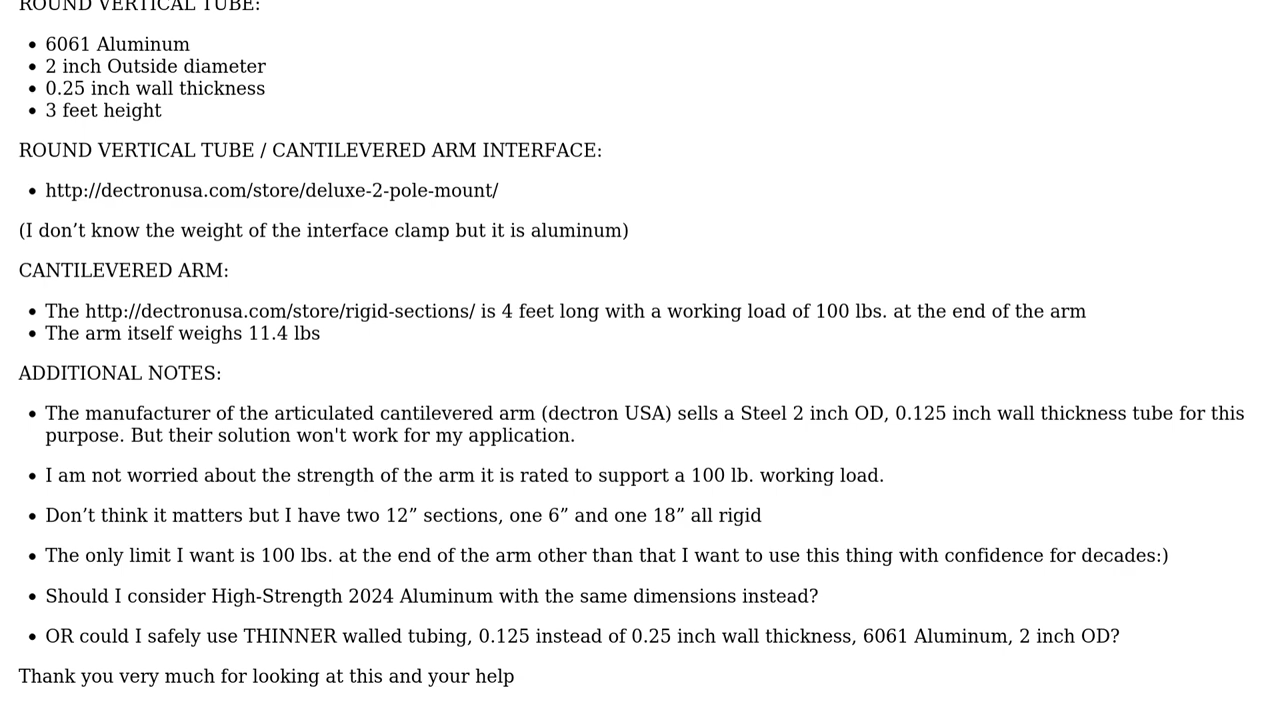 ROUND VERTICAL TUBE:
• 6061 Aluminum
• 2 inch Outside diameter
• 0.25 inch wall thickness
• 3 feet height
ROUND VERTICAL TUBE / CANTILEVERED ARM INTERFACE:
• http://dectronusa.com/store/deluxe-2-pole-mount/
(I don’t know the weight of the interface clamp but it is aluminum)
CANTILEVERED ARM:
• The http://dectronusa.com/store/rigid-sections/ is 4 feet long with a working load of 100 lbs. at the end of the arm
• The arm itself weighs 11.4 lbs
ADDITIONAL NOTES:
• The manufacturer of the articulated cantilevered arm (dectron USA) sells a Steel 2 inch OD, 0.125 inch wall thickness tube for this
purpose. But their solution won't work for my application.
• I am not worried about the strength of the arm it is rated to support a 100 lb. working load.
• Don’t think it matters but I have two 12” sections, one 6” and one 18” all rigid
• The only limit I want is 100 lbs. at the end of the arm other than that I want to use this thing with confidence for decades:)
• Should I consider High-Strength 2024 Aluminum with the same dimensions instead?
• OR could I safely use THINNER walled tubing, 0.125 instead of 0.25 inch wall thickness, 6061 Aluminum, 2 inch OD?
Thank you very much for looking at this and your help